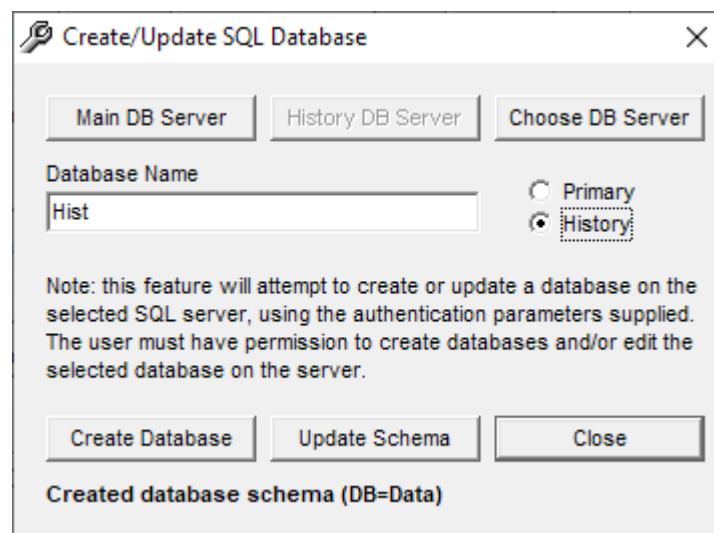 Create/Update SQL Database
Main DB Server
History DB Server
Choose DB Server
Database Name
Hist
Primary
History
Note: this feature will attempt to create or update a database on the
selected SQL server, using the authentication parameters supplied.
The user must have permission to create databases and/or edit the
selected database on the server.
Create Database
Update Schema
Close
Created database schema (DB=Data)